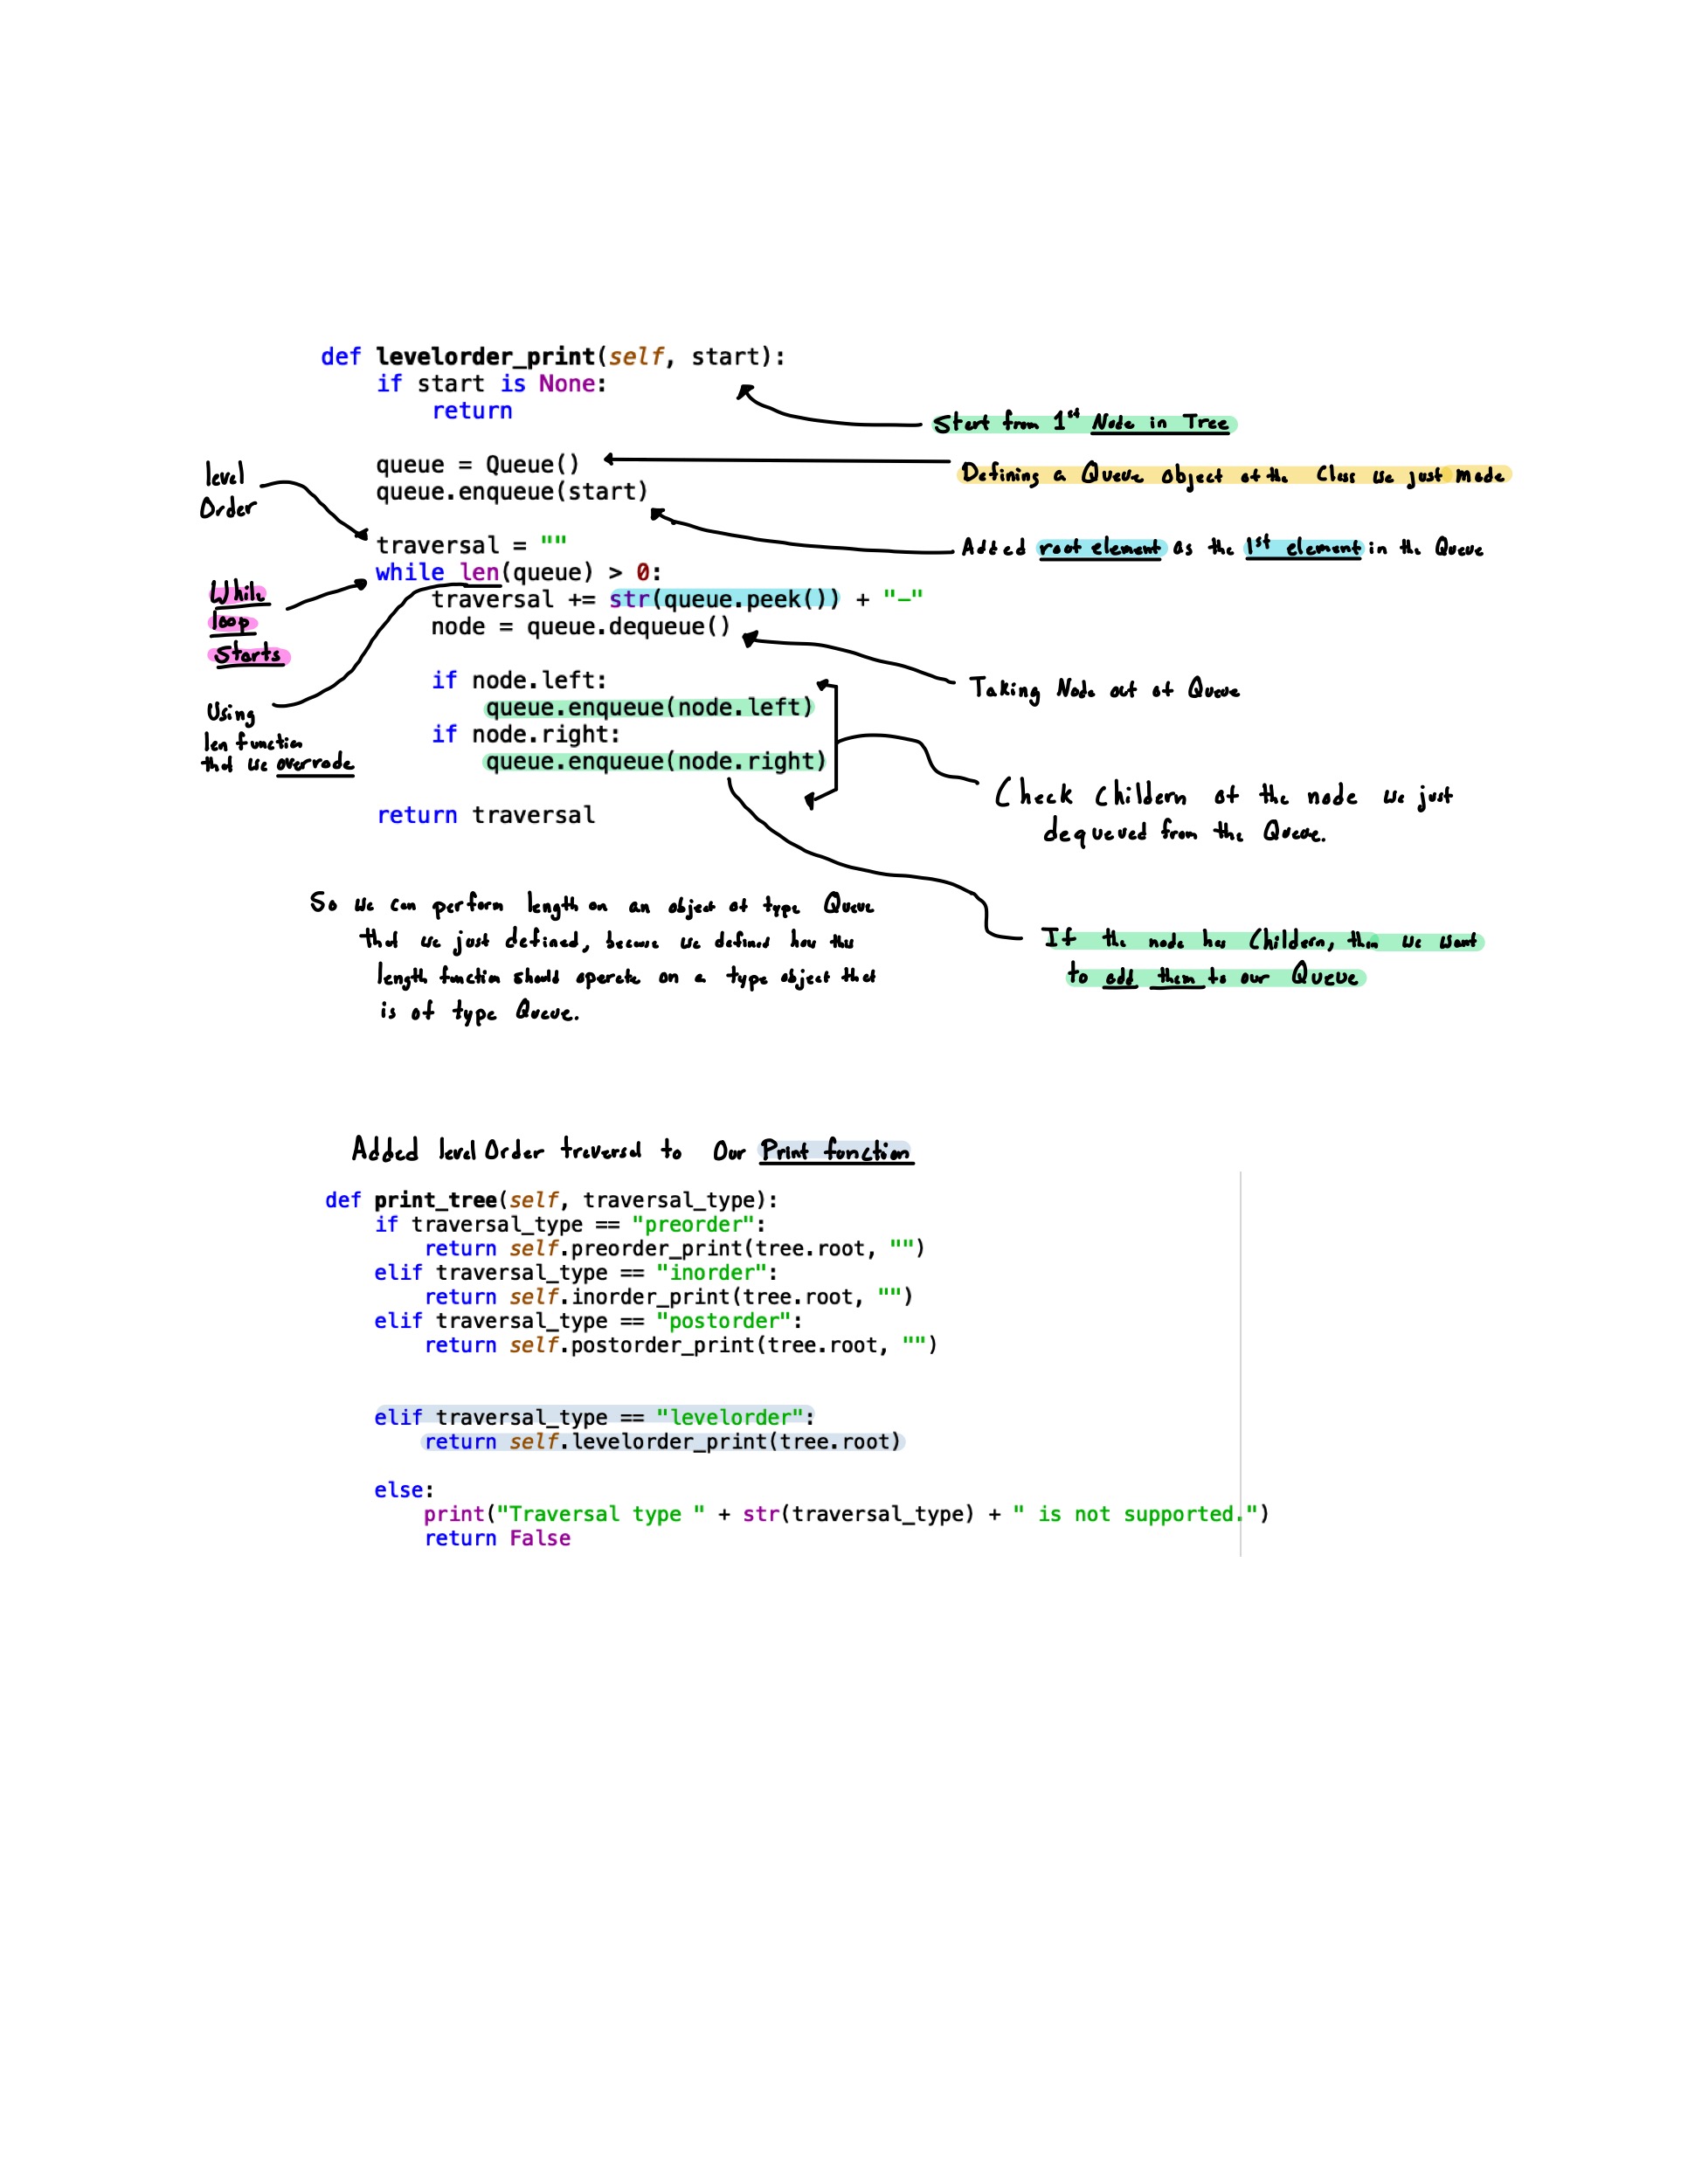 def levelorder_print(self, start):
    if start is None:
        return
Start from 1st Node in Tree
    queue = Queue()
    queue.enqueue(start)
level
Order
Defining a Queue object of the Class we just made
Added root element as the 1st element in the Queue
    traversal = ""
    while len(queue) > 0:
        traversal += str(queue.peek()) + "-"
        node = queue.dequeue()
While
loop
Starts
Taking Node out of Queue
        if node.left:
            queue.enqueue(node.left)
        if node.right:
            queue.enqueue(node.right)
Using
len function
that we overrode
Check Childern of the node we just
dequeued from the Queue.
    return traversal
So we can perform length on an object of type Queue
that we just defined, because we defined how the
length function should operate on a type object that
is of type Queue.
If the node has Childern, then we want
to add them to our Queue
Added level Order traversal to Our Print function
def print_tree(self, traversal_type):
    if traversal_type == "preorder":
        return self.preorder_print(tree.root, "")
    elif traversal_type == "inorder":
        return self.inorder_print(tree.root, "")
    elif traversal_type == "postorder":
        return self.postorder_print(tree.root, "")
    elif traversal_type == "levelorder":
        return self.levelorder_print(tree.root)
    else:
        print("Traversal type " + str(traversal_type) + " is not supported.")
        return False